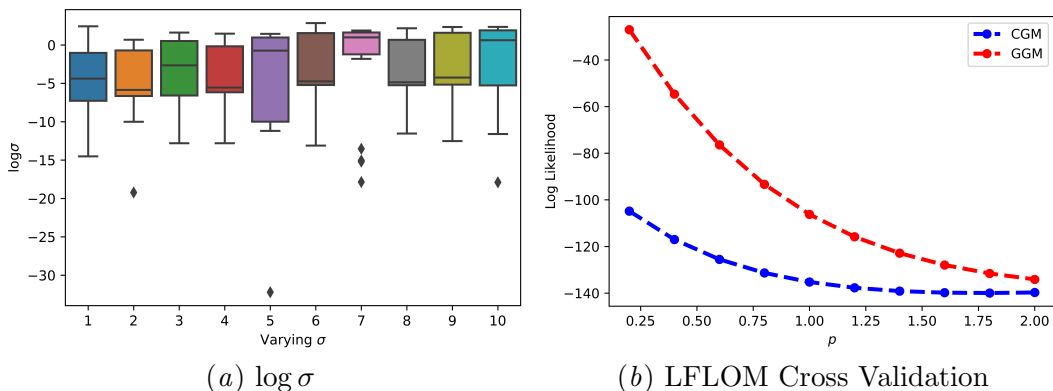 0
−5
−10
−15
−20
−25
−30
logσ
1 2 3 4 5 6 7 8 9 10
Varying σ
(a) log σ
CGM
GGM
−40
−60
−80
−100
−120
−140
Log Likelihood
0.25 0.50 0.75 1.00 1.25 1.50 1.75 2.00
p
(b) LFLOM Cross Validation